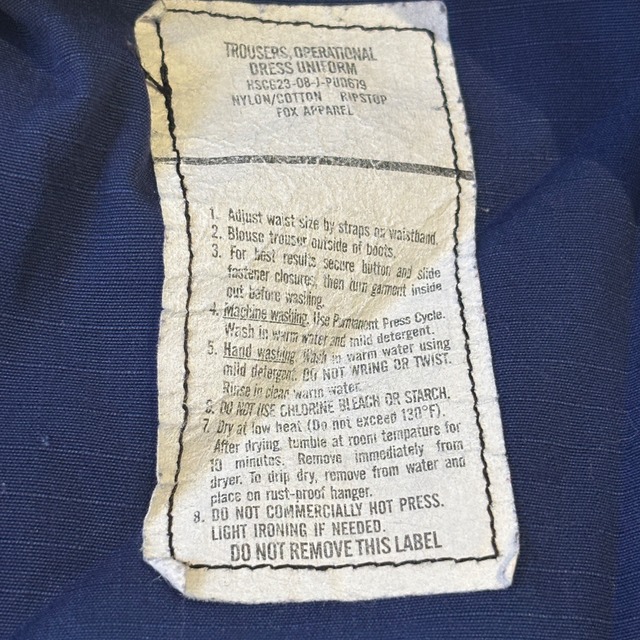 TROUSERS, OPERATIONAL
DRESS UNIFORM
HSCG23-08-J-PUD679
NYLON/COTTON RIPSTOP
FOX APPAREL
1. Adjust waist size by straps on waistband.
2. Blouse trouser outside of boots.
3. For best results secure button and slide
fastener closures, then turn garment inside
out before washing.
4. Machine washing. Use Permanent Press Cycle.
Wash in warm water and mild detergent.
5. Hand washing. Wash in warm water using
mild detergent. DO NOT WRING OR TWIST.
Rinse in clean warm water.
6. DO NOT USE CHLORINE BLEACH OR STARCH.
7. Dry at low heat (Do not exceed 130°F).
After drying, tumble at room tempature for
10 minutes. Remove immediately from
dryer. To drip dry, remove from water and
place on rust-proof hanger.
8. DO NOT COMMERCIALLY HOT PRESS.
LIGHT IRONING IF NEEDED.
DO NOT REMOVE THIS LABEL